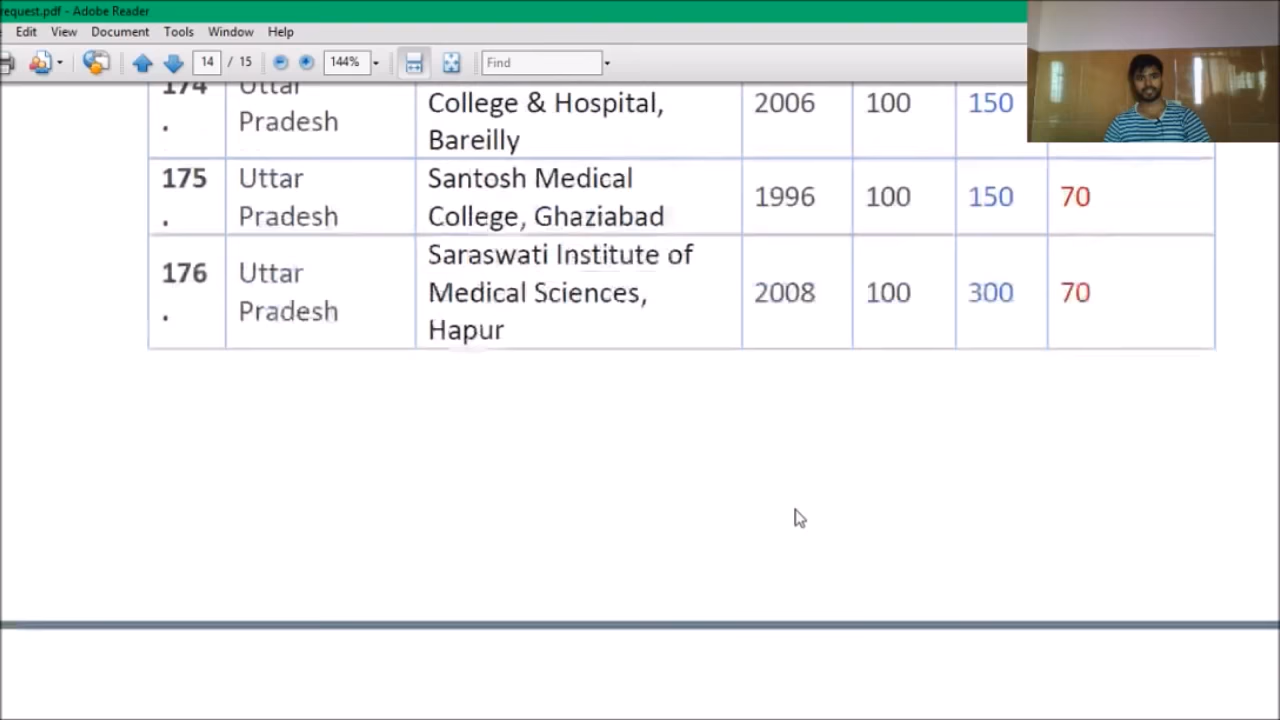 request.pdf - Adobe Reader
Edit View Document Tools Window Help
14 / 15 144% Find
174 Uttar College & Hospital, 2006 100 150
. Pradesh Bareilly
175 Uttar Santosh Medical 1996 100 150 70
. Pradesh College, Ghaziabad
176 Uttar Saraswati Institute of
. Pradesh Medical Sciences, 2008 100 300 70
Hapur